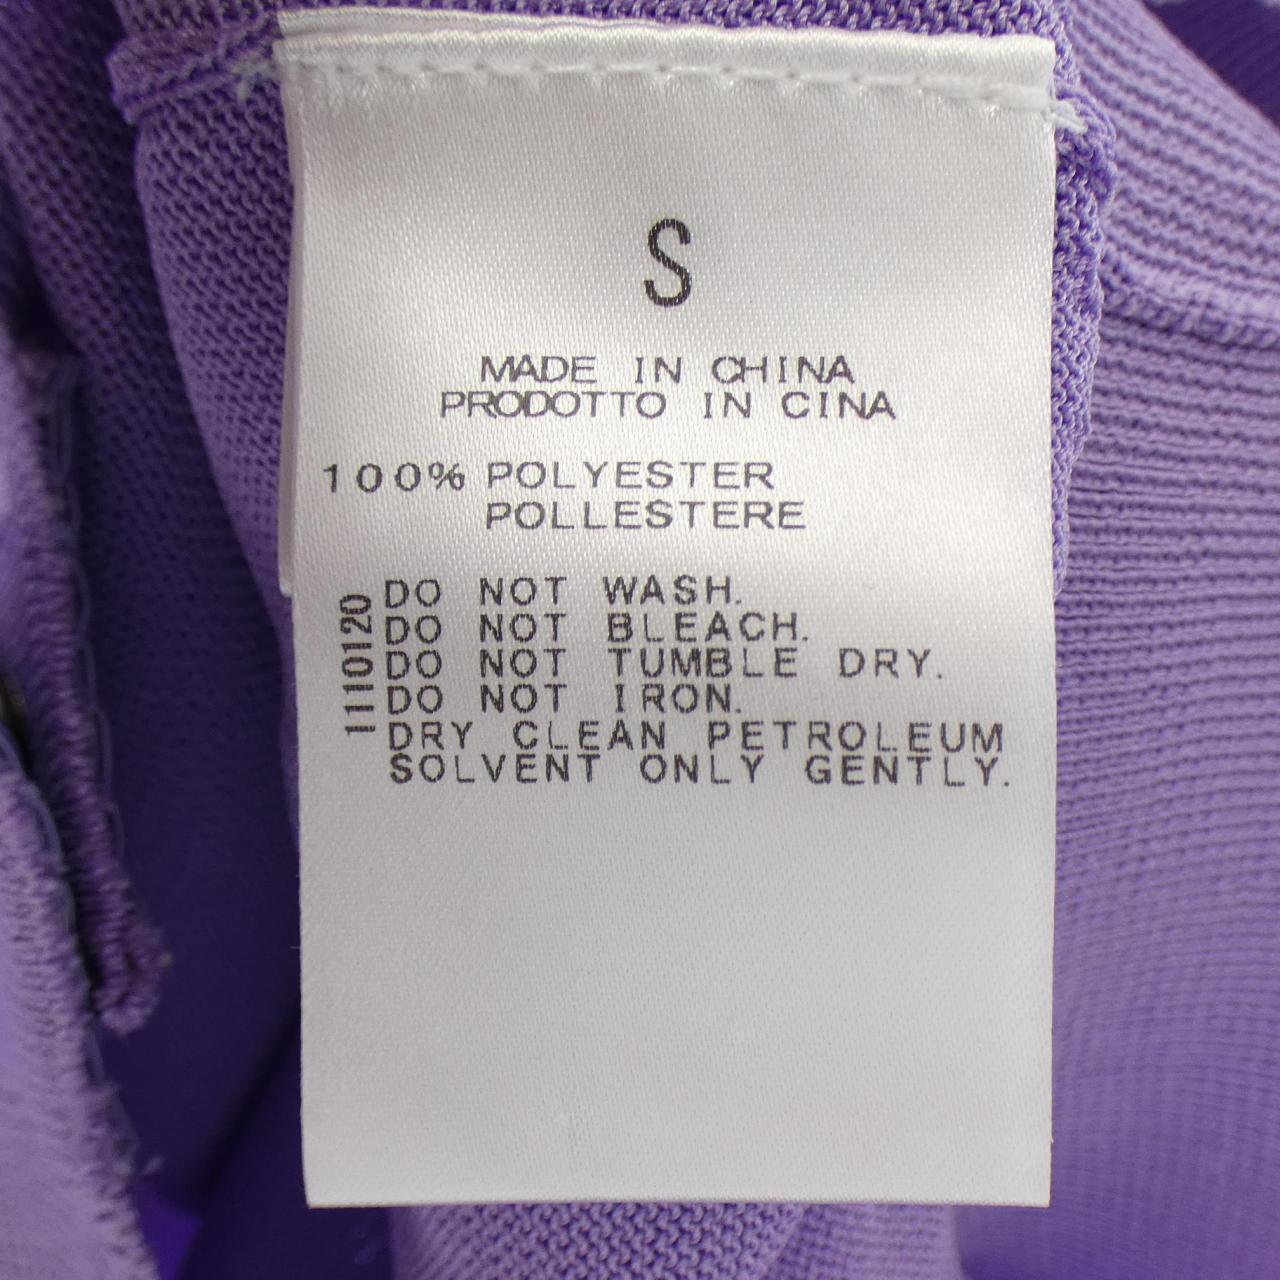 S
MADE IN CHINA
PRODOTTO IN CINA
100% POLYESTER
POLLESTERE
1110120
DO NOT WASH.
DO NOT BLEACH.
DO NOT TUMBLE DRY.
DO NOT IRON.
DRY CLEAN PETROLEUM
SOLVENT ONLY GENTLY.